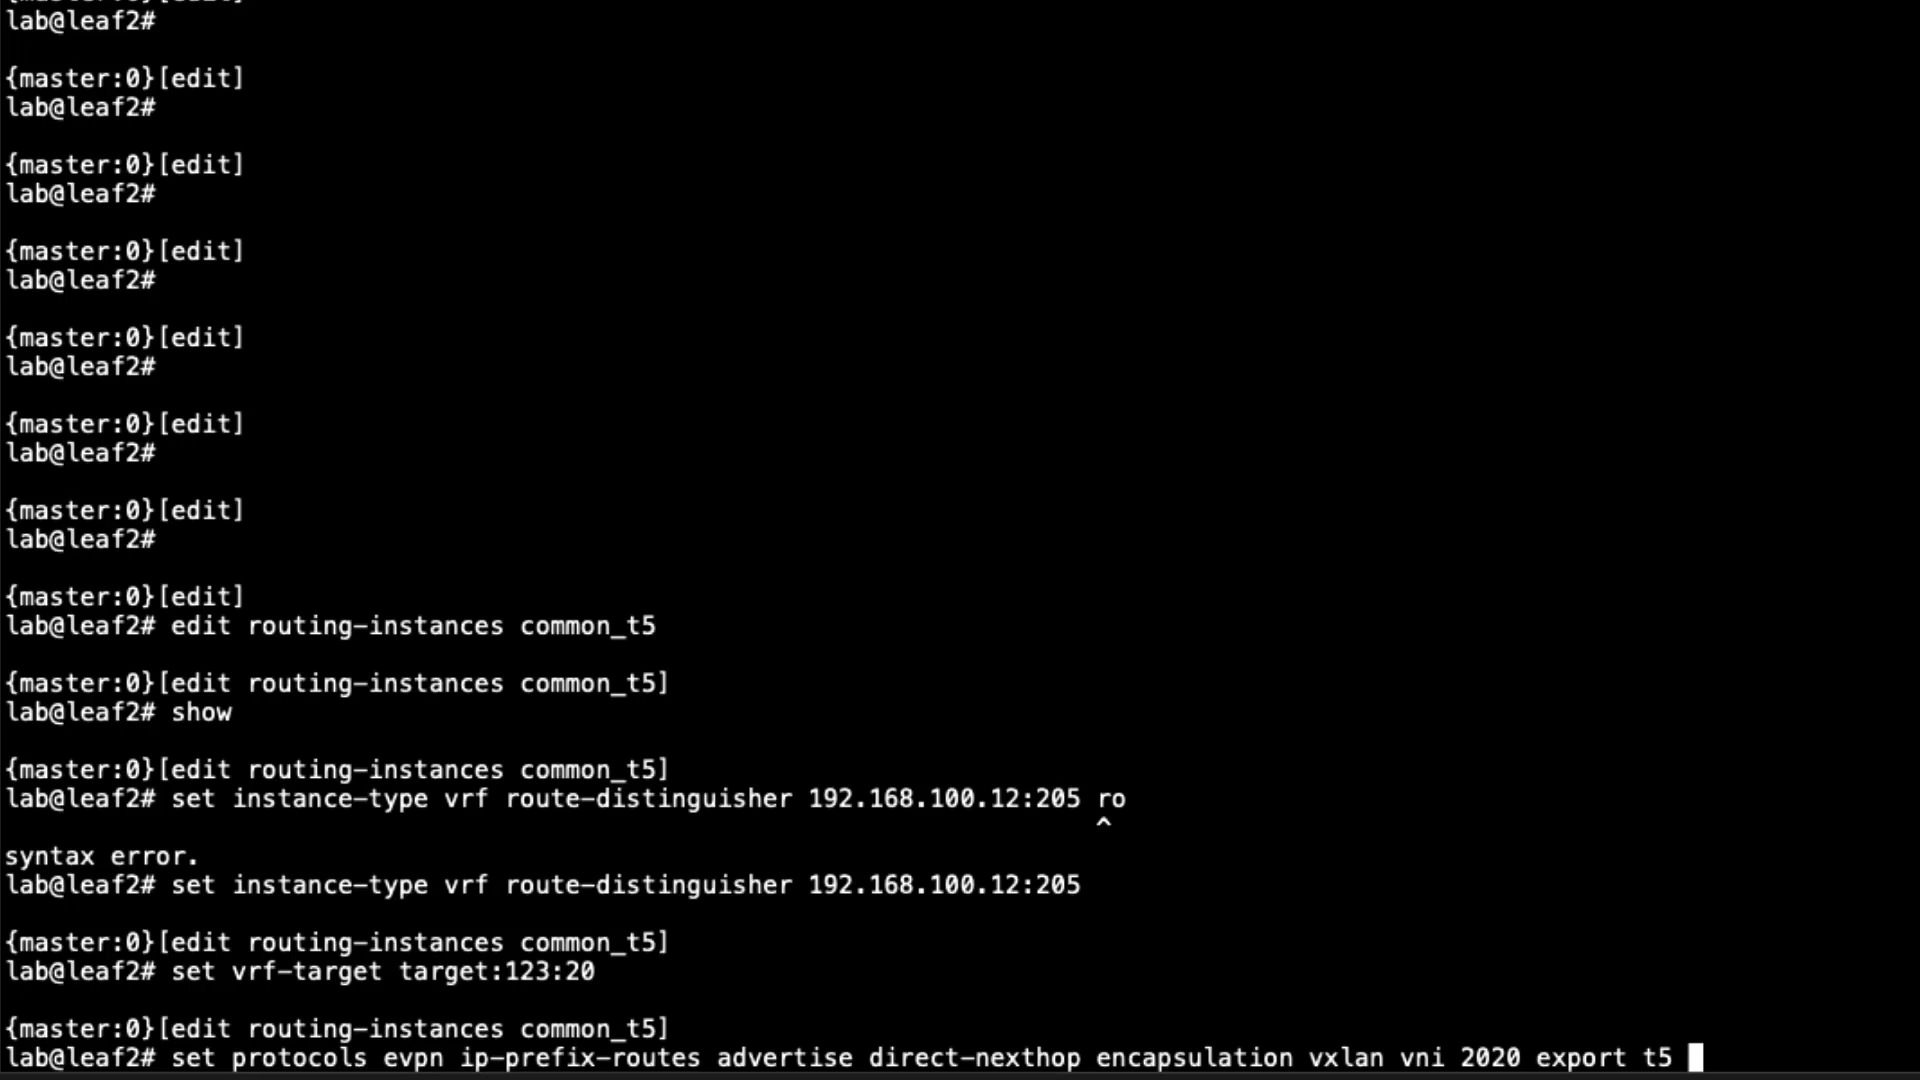 {master:0}[edit]
lab@leaf2#
{master:0}[edit]
lab@leaf2#
{master:0}[edit]
lab@leaf2#
{master:0}[edit]
lab@leaf2#
{master:0}[edit]
lab@leaf2#
{master:0}[edit]
lab@leaf2#
{master:0}[edit]
lab@leaf2#
{master:0}[edit]
lab@leaf2# edit routing-instances common_t5
{master:0}[edit routing-instances common_t5]
lab@leaf2# show
{master:0}[edit routing-instances common_t5]
lab@leaf2# set instance-type vrf route-distinguisher 192.168.100.12:205 ro
^
syntax error.
lab@leaf2# set instance-type vrf route-distinguisher 192.168.100.12:205
{master:0}[edit routing-instances common_t5]
lab@leaf2# set vrf-target target:123:20
{master:0}[edit routing-instances common_t5]
lab@leaf2# set protocols evpn ip-prefix-routes advertise direct-nexthop encapsulation vxlan vni 2020 export t5